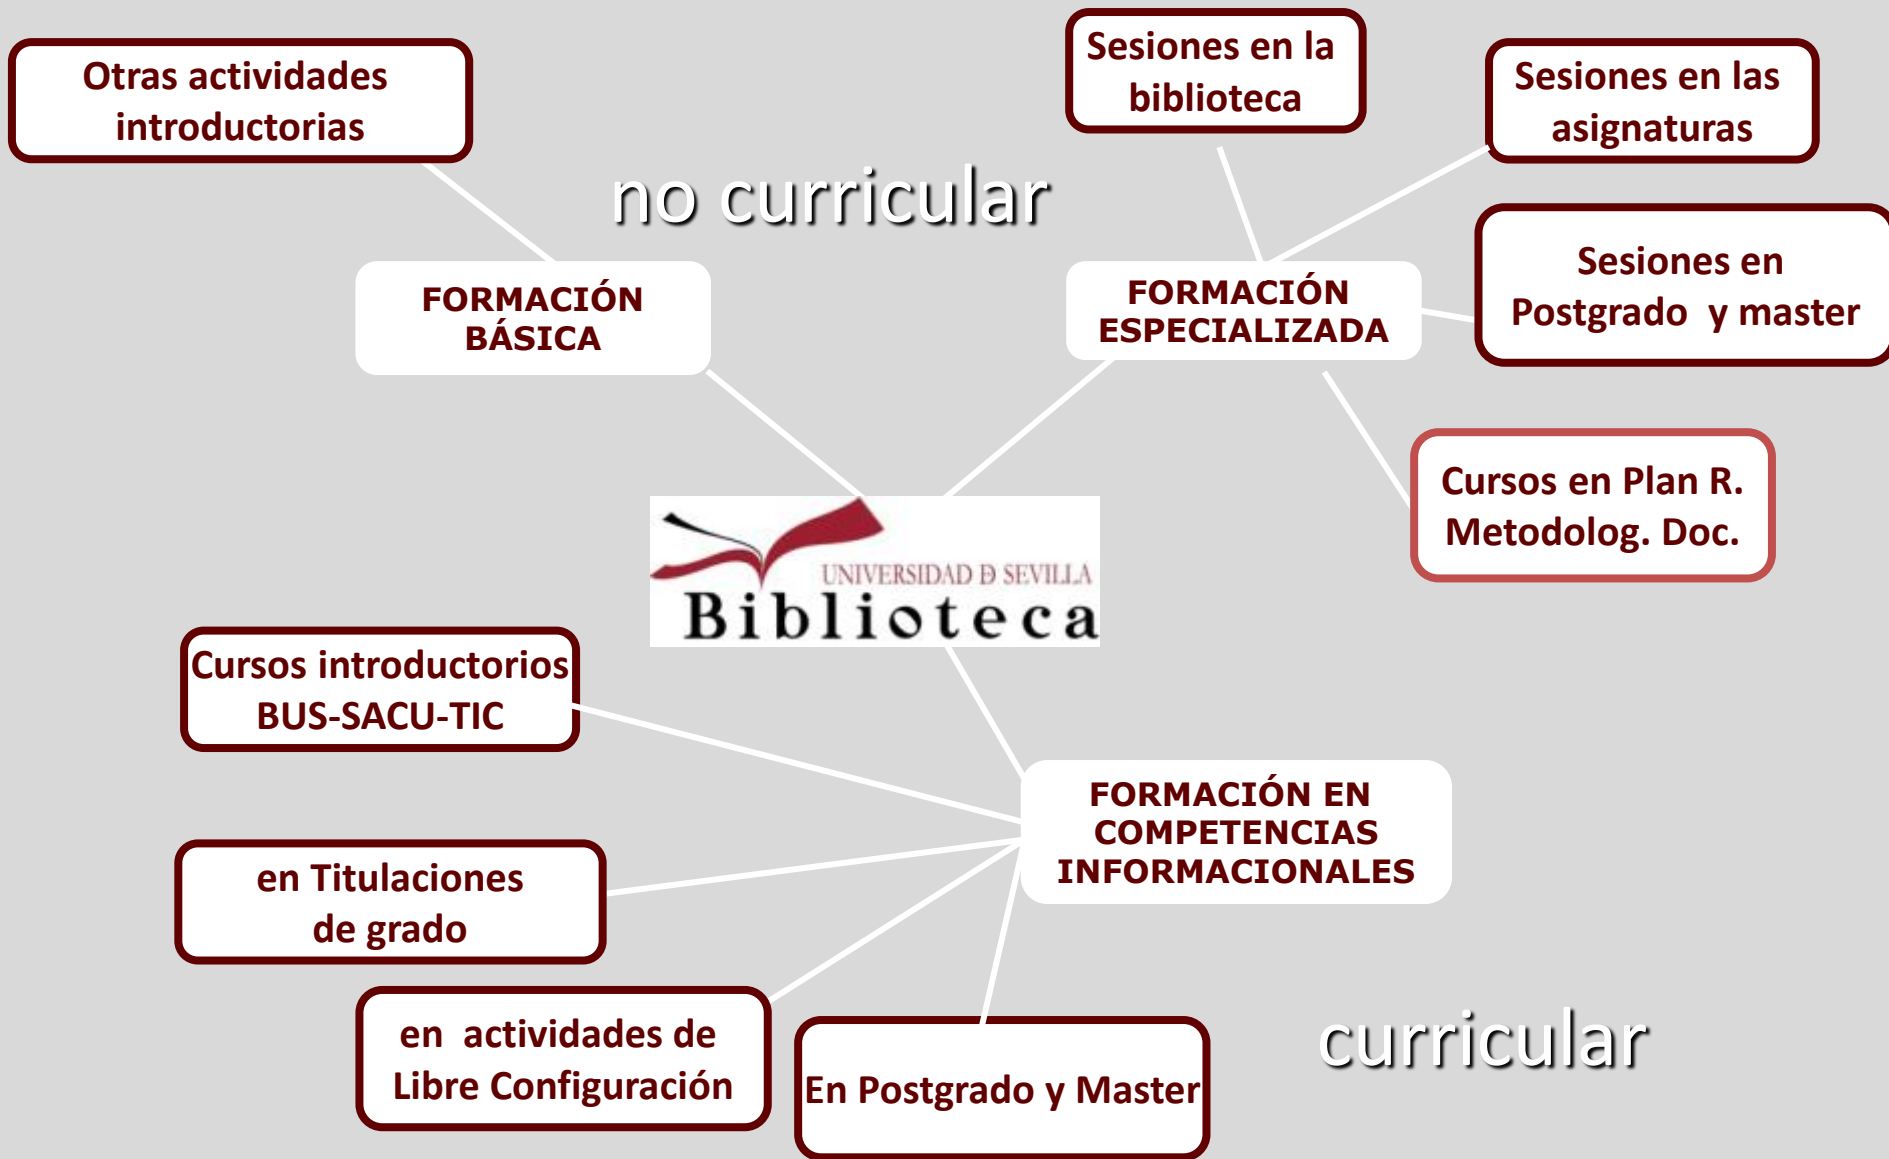 Otras actividades
introductorias
Sesiones en la
biblioteca
Sesiones en las
asignaturas
no curricular
Sesiones en
Postgrado y master
FORMACIÓN
BÁSICA
FORMACIÓN
ESPECIALIZADA
Cursos en Plan R.
Metodolog. Doc.
UNIVERSIDAD D SEVILLA
Biblioteca
Cursos introductorios
BUS-SACU-TIC
FORMACIÓN EN
COMPETENCIAS
INFORMACIONALES
en Titulaciones
de grado
en actividades de
Libre Configuración
En Postgrado y Master
curricular